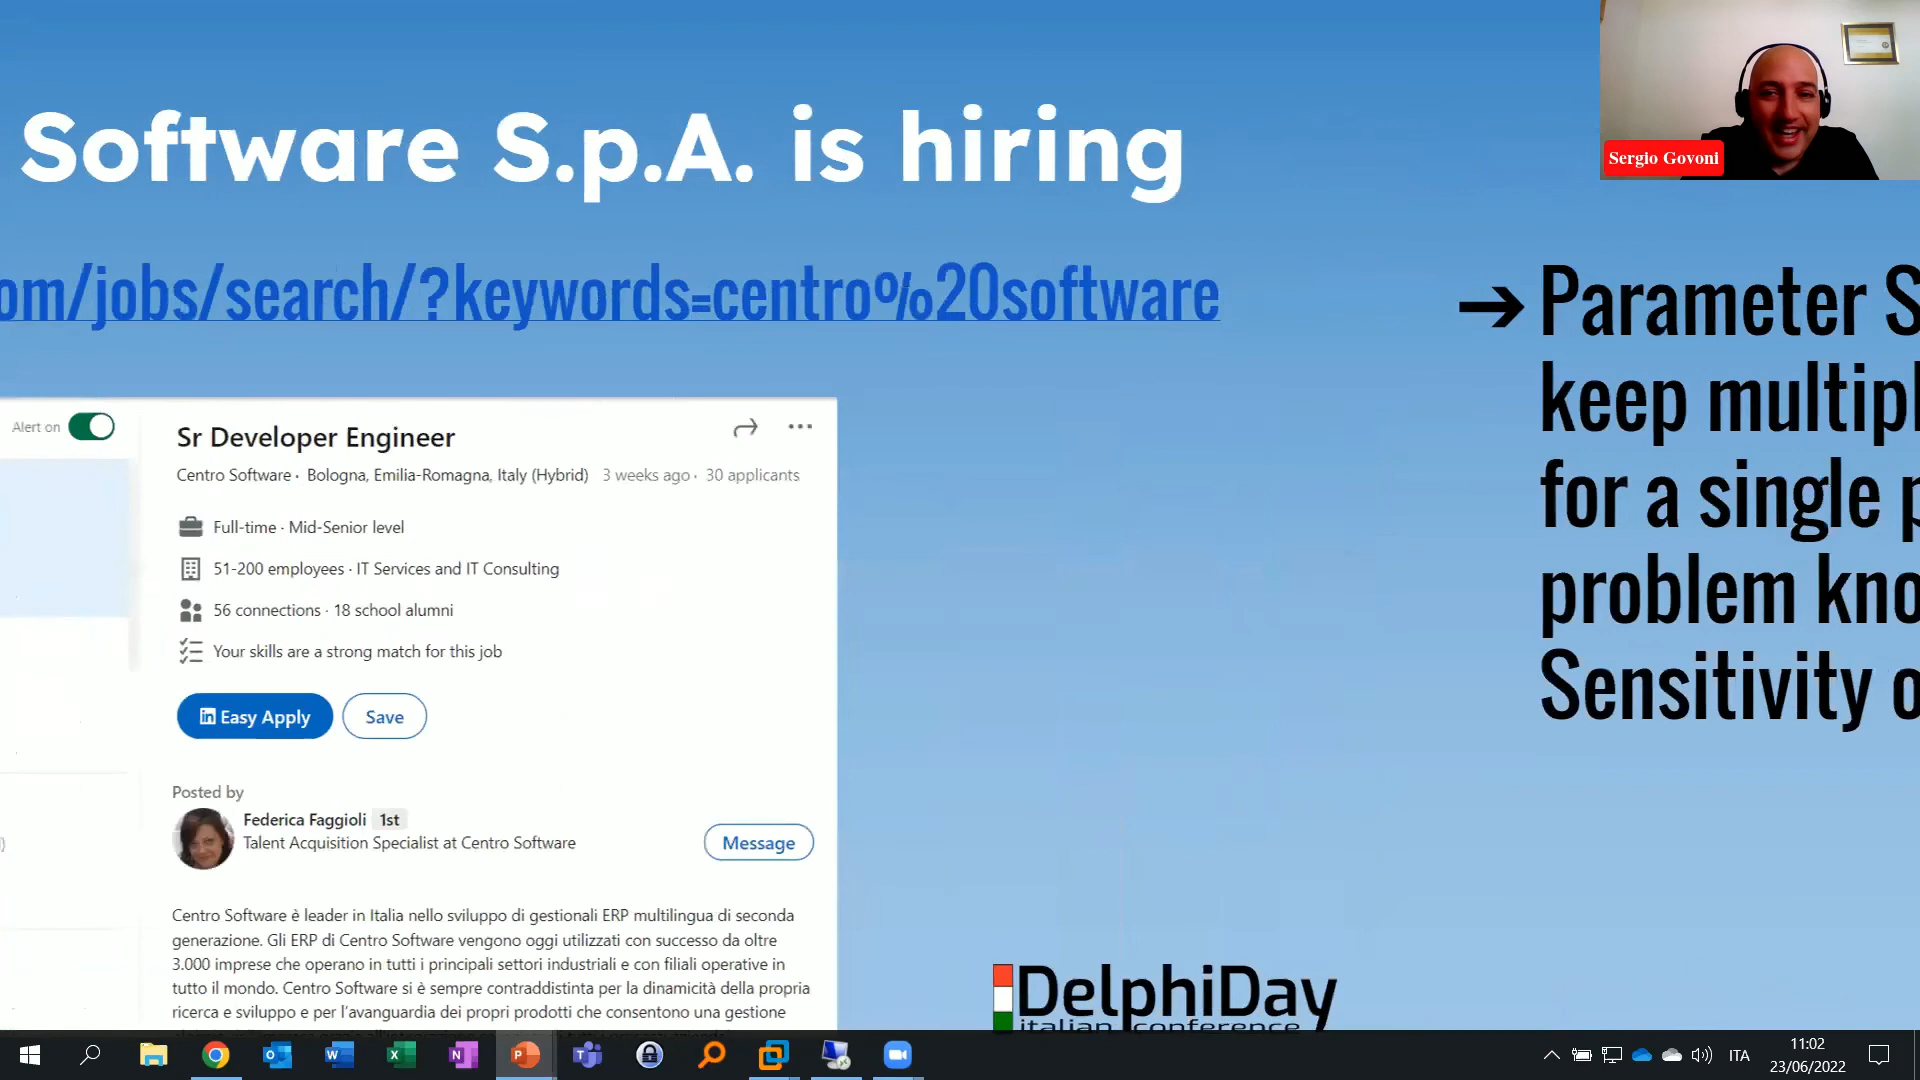 Software S.p.A. is hiring
om/jobs/search/?keywords=centro%20software
Sergio Govoni
Alert on
Sr Developer Engineer
Centro Software · Bologna, Emilia-Romagna, Italy (Hybrid) 3 weeks ago · 30 applicants
Full-time · Mid-Senior level
51-200 employees · IT Services and IT Consulting
56 connections · 18 school alumni
Your skills are a strong match for this job
in Easy Apply
Save
Posted by
Federica Faggioli 1st
Talent Acquisition Specialist at Centro Software
Message
Centro Software è leader in Italia nello sviluppo di gestionali ERP multilingua di seconda
generazione. Gli ERP di Centro Software vengono oggi utilizzati con successo da oltre
3.000 imprese che operano in tutti i principali settori industriali e con filiali operative in
tutto il mondo. Centro Software si è sempre contraddistinta per la dinamicità della propria
ricerca e sviluppo e per l'avanguardia dei propri prodotti che consentono una gestione
➔ Parameter S
keep multipl
for a single p
problem kno
Sensitivity o
DelphiDay
italian conference
ITA
11:02
23/06/2022